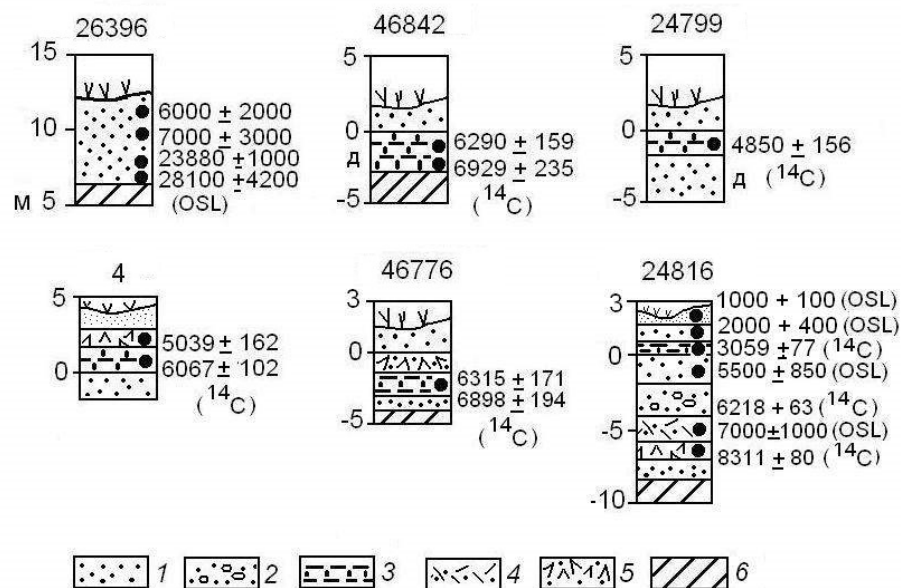 26396
15
10
М 5
6000 ± 2000
7000 ± 3000
23880 ±1000
28100 ±4200
(OSL)
46842
5
0
д
-5
6290 ± 159
6929 ± 235
(14C)
24799
5
0
-5
4850 ± 156
д (14C)
4
5
0
5039 ± 162
6067 ± 102
(14C)
46776
3
0
-5
6315 ± 171
6898 ± 194
(14C)
24816
3
0
-5
-10
1000 + 100 (OSL)
2000 + 400 (OSL)
3059 ±77 (14C)
5500 ± 850 (OSL)
6218 + 63 (14C)
7000±1000 (OSL)
8311 ± 80 (14C)
1 2 3 4 5 6